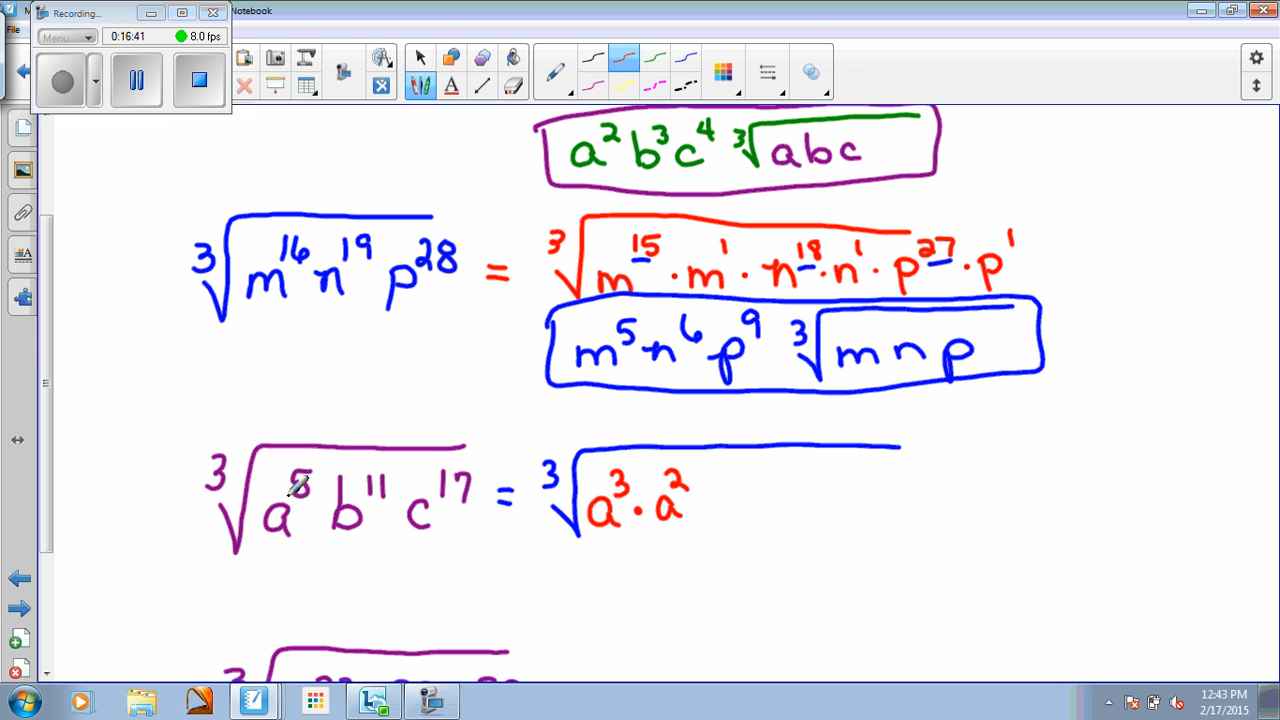 Recording...
Notebook
Menu
0:16:41
8.0 fps
File
a²b³c⁴ ∛abc
∛m¹⁶n¹⁹p²⁸ = ∛m¹⁵·m¹·n¹⁸·n¹·p²⁷·p¹
m⁵n⁶p⁹ ∛mnp
∛a⁵b¹¹c¹⁷ = ∛a³·a²
12:43 PM
2/17/2015